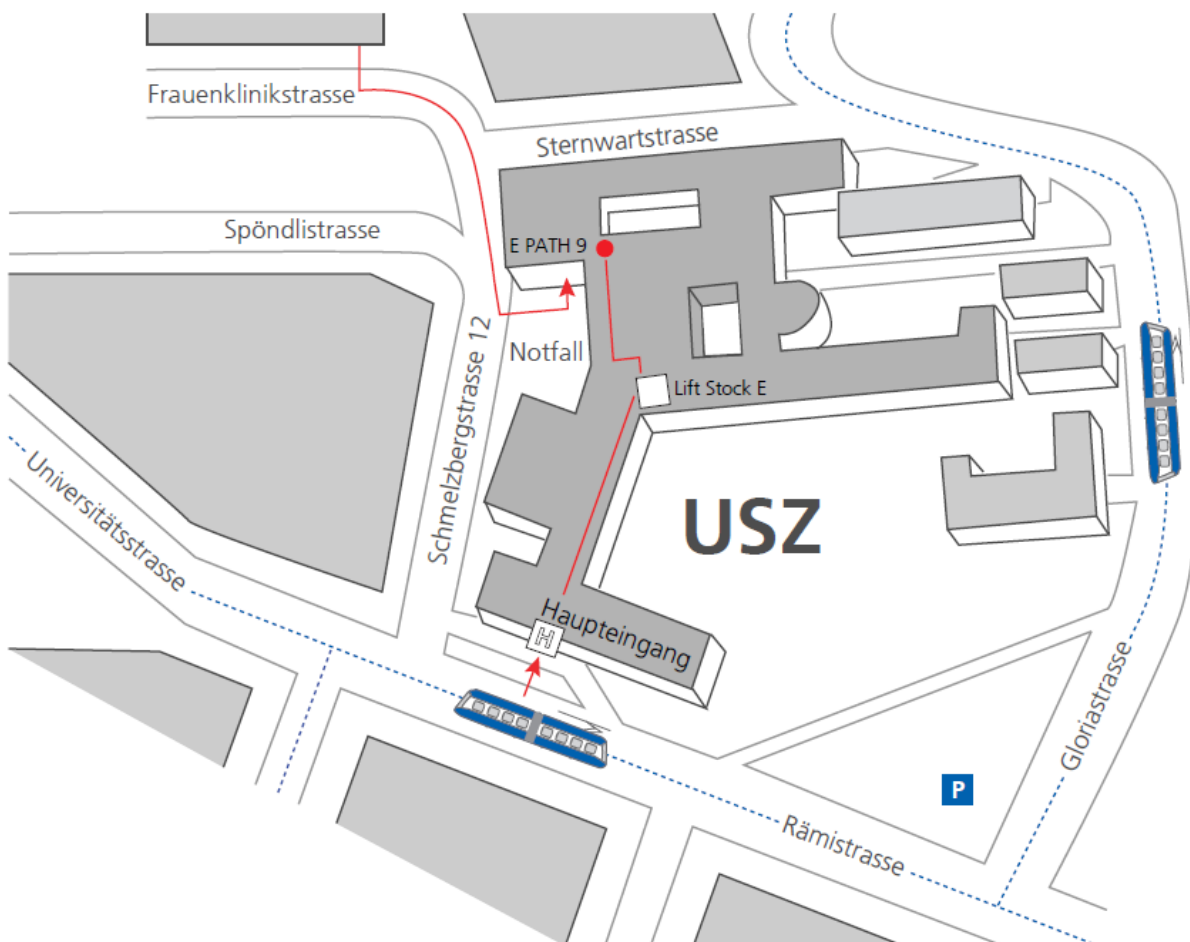 Frauenklinikstrasse
Sternwartstrasse
Spöndlistrasse
E PATH 9
Notfall
Schmelzbergstrasse 12
Lift Stock E
Universitätsstrasse
USZ
Haupteingang
H
Gloriastrasse
P
Rämistrasse